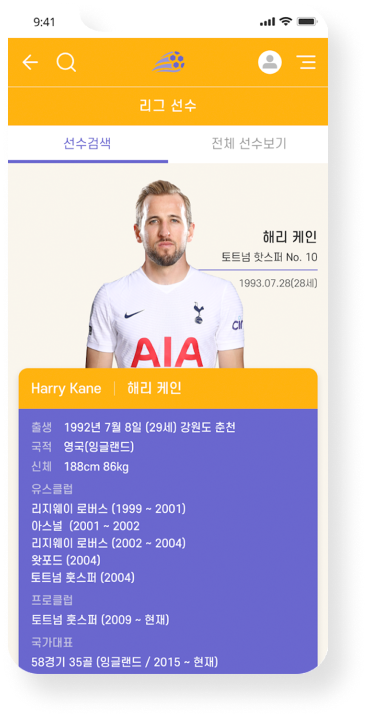 9:41
리그 선수
선수검색
전체 선수보기
해리 케인
토트넘 핫스퍼 No. 10
1993.07.28(28세)
AIA
Harry Kane | 해리 케인
출생 1992년 7월 8일 (29세) 강원도 춘천
국적 영국(잉글랜드)
신체 188cm 86kg
유스클럽
리지웨이 로버스 (1999 ~ 2001)
아스널 (2001 ~ 2002
리지웨이 로버스 (2002 ~ 2004)
왓포드 (2004)
토트넘 홋스퍼 (2004)
프로클럽
토트넘 홋스퍼 (2009 ~ 현재)
국가대표
58경기 35골 (잉글랜드 / 2015 ~ 현재)